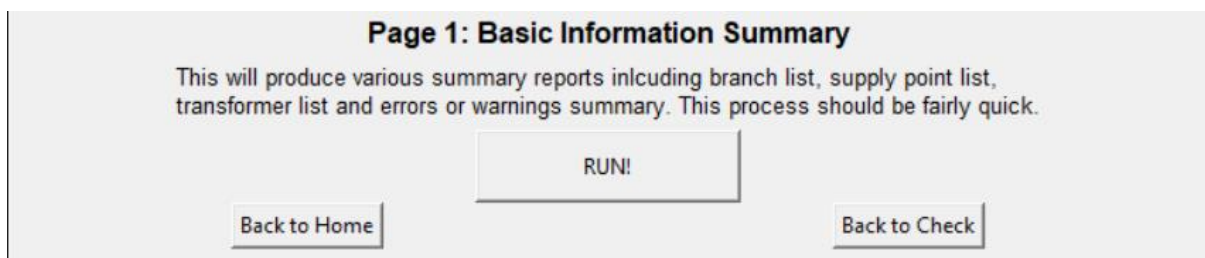 Page 1: Basic Information Summary
This will produce various summary reports inlcuding branch list, supply point list,
transformer list and errors or warnings summary. This process should be fairly quick.
RUN!
Back to Home
Back to Check